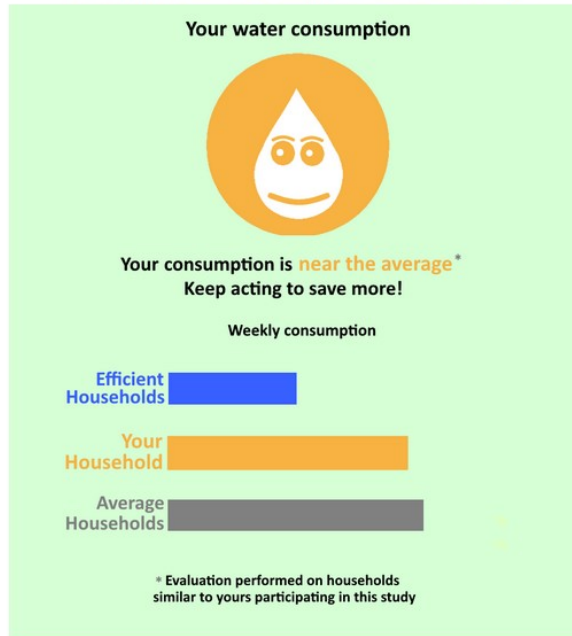 Your water consumption
Your consumption is near the average*
Keep acting to save more!
Weekly consumption
Efficient
Households
Your
Household
Average
Households
* Evaluation performed on households
similar to yours participating in this study